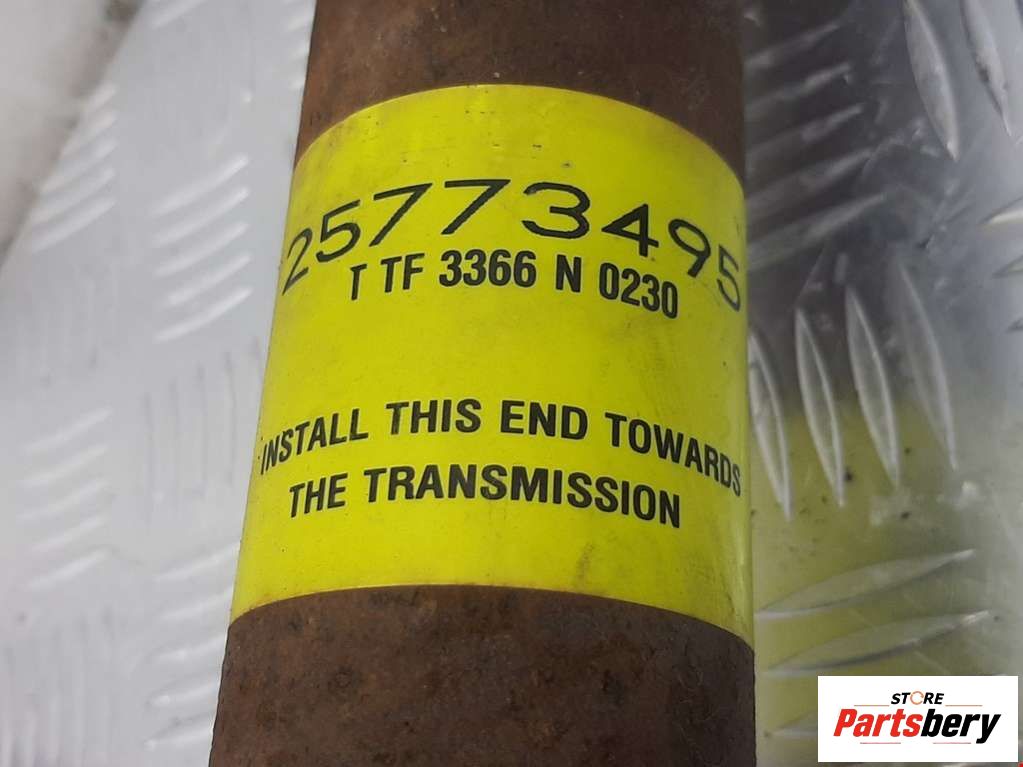 25773495
T TF 3366 N 0230
INSTALL THIS END TOWARDS
THE TRANSMISSION
STORE
Partsbery